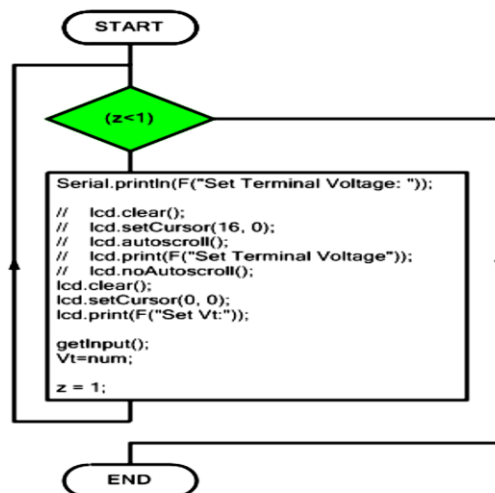 START
(z<1)
Serial.println(F("Set Terminal Voltage: "));
// lcd.clear();
// lcd.setCursor(16, 0);
// lcd.autoscroll();
// lcd.print(F("Set Terminal Voltage"));
// lcd.noAutoscroll();
lcd.clear();
lcd.setCursor(0, 0);
lcd.print(F("Set Vt:"));
getInput();
Vt=num;
z = 1;
END